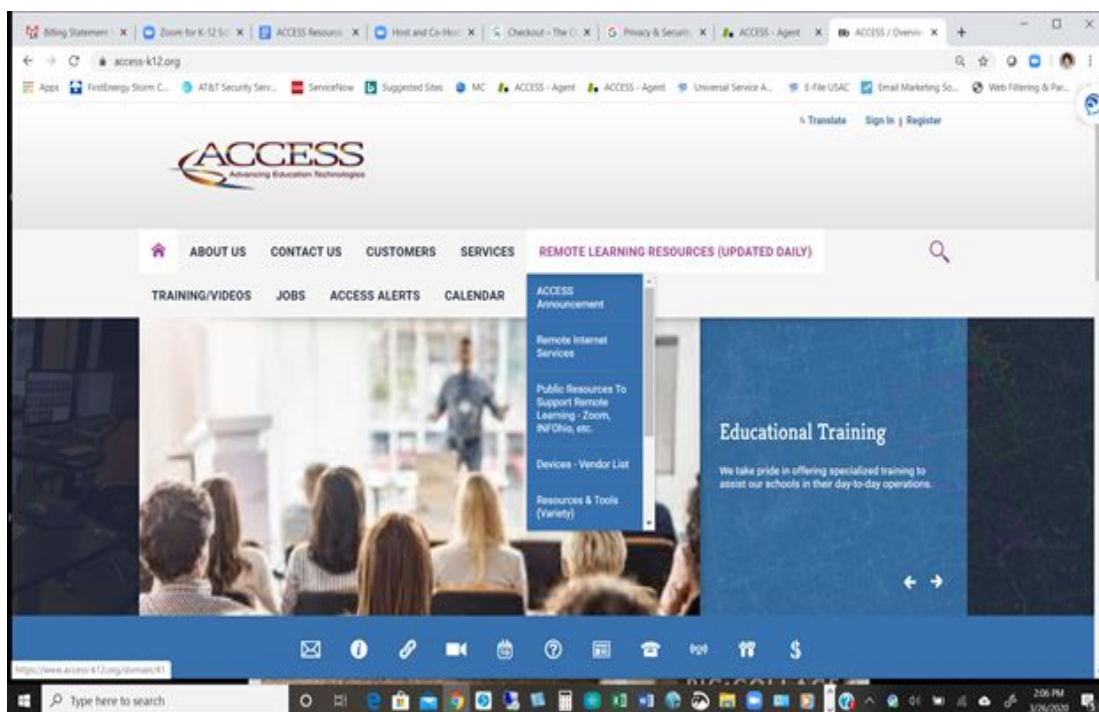 Billing Statement
Zoom for K-12 Sc
ACCESS Resourc
Host and Co-Hos
Checkout - The C
Privacy & Securit
ACCESS - Agent
Bb ACCESS / Overvie
access-k12.org
Apps
FirstEnergy Storm C...
AT&T Security Serv...
ServiceNow
Suggested Sites
MC
ACCESS - Agent
ACCESS - Agent
Universal Service A...
E-File USAC
Email Marketing So...
Web Filtering & Par...
Translate
Sign In | Register
ACCESS
Advancing Education Technologies
ABOUT US
CONTACT US
CUSTOMERS
SERVICES
REMOTE LEARNING RESOURCES (UPDATED DAILY)
TRAINING/VIDEOS
JOBS
ACCESS ALERTS
CALENDAR
ACCESS
Announcement
Remote Internet
Services
Public Resources To
Support Remote
Learning - Zoom,
INFOhio, etc.
Devices - Vendor List
Resources & Tools
(Variety)
Educational Training
We take pride in offering specialized training to
assist our schools in their day-to-day operations.
https://www.access-k12.org/domain/41
Type here to search
2:06 PM
3/26/2020